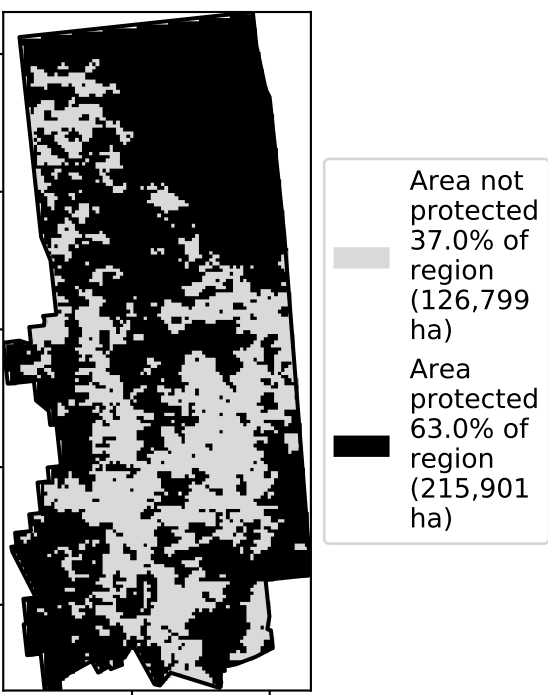 Area not
protected
37.0% of
region
(126,799
ha)
Area
protected
63.0% of
region
(215,901
ha)